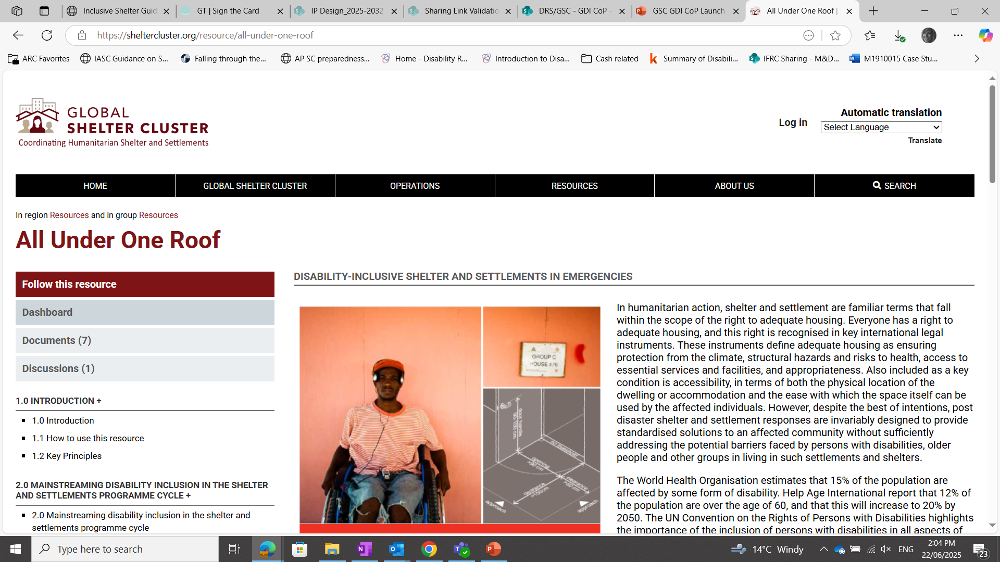 Inclusive Shelter Guid
GT | Sign the Card
IP Design_2025-2032
Sharing Link Validatio
DRS/GSC - GDI CoP -
GSC GDI CoP Launch
All Under One Roof |
https://sheltercluster.org/resource/all-under-one-roof
ARC Favorites
IASC Guidance on S...
Falling through the...
AP SC preparedness...
Home - Disability R...
Introduction to Disa...
Cash related
Summary of Disabili...
IFRC Sharing - M&D...
M1910015 Case Stu...
GLOBAL
SHELTER CLUSTER
Coordinating Humanitarian Shelter and Settlements
Log in
Automatic translation
Select Language
Translate
HOME
GLOBAL SHELTER CLUSTER
OPERATIONS
RESOURCES
ABOUT US
SEARCH
In region Resources and in group Resources
All Under One Roof
Follow this resource
Dashboard
Documents (7)
Discussions (1)
1.0 INTRODUCTION +
1.0 Introduction
1.1 How to use this resource
1.2 Key Principles
2.0 MAINSTREAMING DISABILITY INCLUSION IN THE SHELTER
AND SETTLEMENTS PROGRAMME CYCLE +
2.0 Mainstreaming disability inclusion in the shelter and
settlements programme cycle
DISABILITY-INCLUSIVE SHELTER AND SETTLEMENTS IN EMERGENCIES
GROUP C
HOUSE #76
door handle
90-100 cm
no threshold
opening
>90 cm
clearance
>60 cm
clearance
>150cm
approach
approach
In humanitarian action, shelter and settlement are familiar terms that fall
within the scope of the right to adequate housing. Everyone has a right to
adequate housing, and this right is recognised in key international legal
instruments. These instruments define adequate housing as ensuring
protection from the climate, structural hazards and risks to health, access to
essential services and facilities, and appropriateness. Also included as a key
condition is accessibility, in terms of both the physical location of the
dwelling or accommodation and the ease with which the space itself can be
used by the affected individuals. However, despite the best of intentions, post
disaster shelter and settlement responses are invariably designed to provide
standardised solutions to an affected community without sufficiently
addressing the potential barriers faced by persons with disabilities, older
people and other groups in living in such settlements and shelters.
The World Health Organisation estimates that 15% of the population are
affected by some form of disability. Help Age International report that 12% of
the population are over the age of 60, and that this will increase to 20% by
2050. The UN Convention on the Rights of Persons with Disabilities highlights
the importance of the inclusion of persons with disabilities in all aspects of
Type here to search
14°C Windy
ENG
2:04 PM
22/06/2025
23